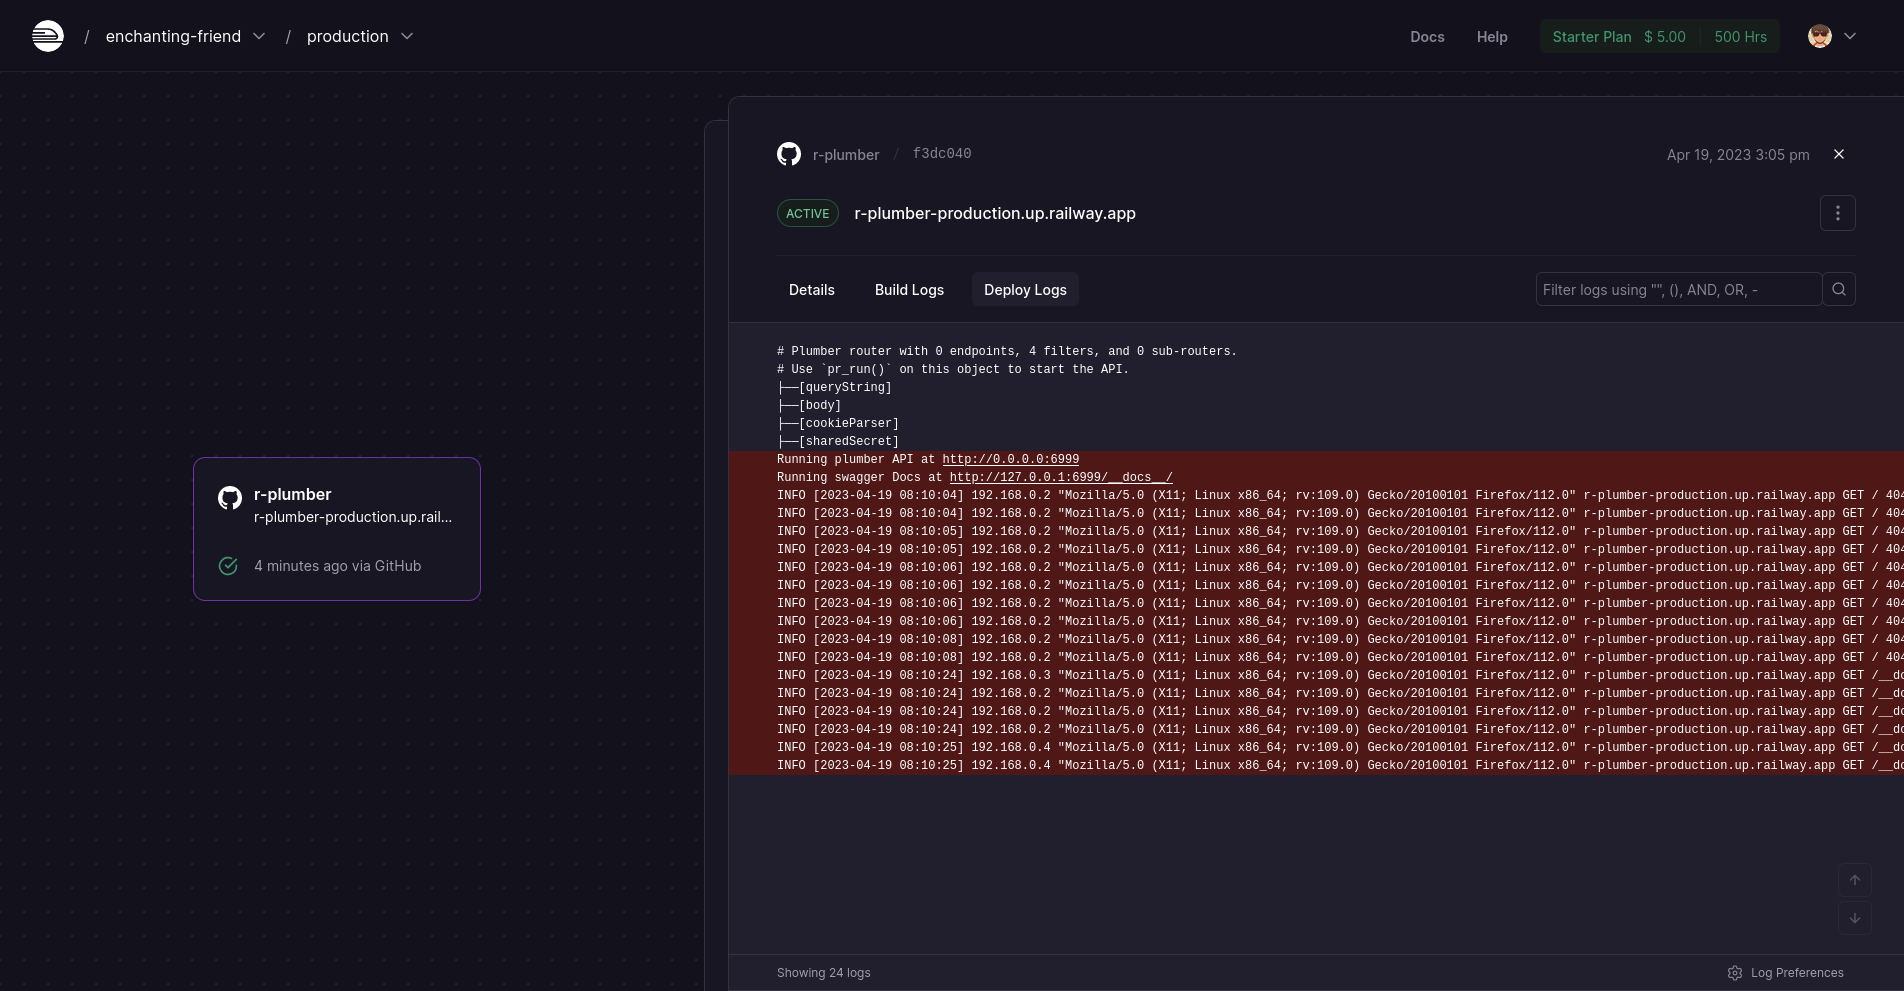 / enchanting-friend / production
Docs Help Starter Plan $ 5.00 500 Hrs
r-plumber / f3dc040
Apr 19, 2023 3:05 pm
ACTIVE r-plumber-production.up.railway.app
Details Build Logs Deploy Logs
Filter logs using "", (), AND, OR, -
# Plumber router with 0 endpoints, 4 filters, and 0 sub-routers.
# Use `pr_run()` on this object to start the API.
├──[queryString]
├──[body]
├──[cookieParser]
├──[sharedSecret]
Running plumber API at http://0.0.0.0:6999
Running swagger Docs at http://127.0.0.1:6999/__docs__/
INFO [2023-04-19 08:10:04] 192.168.0.2 "Mozilla/5.0 (X11; Linux x86_64; rv:109.0) Gecko/20100101 Firefox/112.0" r-plumber-production.up.railway.app GET / 404
INFO [2023-04-19 08:10:04] 192.168.0.2 "Mozilla/5.0 (X11; Linux x86_64; rv:109.0) Gecko/20100101 Firefox/112.0" r-plumber-production.up.railway.app GET / 404
INFO [2023-04-19 08:10:05] 192.168.0.2 "Mozilla/5.0 (X11; Linux x86_64; rv:109.0) Gecko/20100101 Firefox/112.0" r-plumber-production.up.railway.app GET / 404
INFO [2023-04-19 08:10:05] 192.168.0.2 "Mozilla/5.0 (X11; Linux x86_64; rv:109.0) Gecko/20100101 Firefox/112.0" r-plumber-production.up.railway.app GET / 404
INFO [2023-04-19 08:10:06] 192.168.0.2 "Mozilla/5.0 (X11; Linux x86_64; rv:109.0) Gecko/20100101 Firefox/112.0" r-plumber-production.up.railway.app GET / 404
INFO [2023-04-19 08:10:06] 192.168.0.2 "Mozilla/5.0 (X11; Linux x86_64; rv:109.0) Gecko/20100101 Firefox/112.0" r-plumber-production.up.railway.app GET / 404
INFO [2023-04-19 08:10:06] 192.168.0.2 "Mozilla/5.0 (X11; Linux x86_64; rv:109.0) Gecko/20100101 Firefox/112.0" r-plumber-production.up.railway.app GET / 404
INFO [2023-04-19 08:10:06] 192.168.0.2 "Mozilla/5.0 (X11; Linux x86_64; rv:109.0) Gecko/20100101 Firefox/112.0" r-plumber-production.up.railway.app GET / 404
INFO [2023-04-19 08:10:08] 192.168.0.2 "Mozilla/5.0 (X11; Linux x86_64; rv:109.0) Gecko/20100101 Firefox/112.0" r-plumber-production.up.railway.app GET / 404
INFO [2023-04-19 08:10:08] 192.168.0.2 "Mozilla/5.0 (X11; Linux x86_64; rv:109.0) Gecko/20100101 Firefox/112.0" r-plumber-production.up.railway.app GET / 404
INFO [2023-04-19 08:10:24] 192.168.0.3 "Mozilla/5.0 (X11; Linux x86_64; rv:109.0) Gecko/20100101 Firefox/112.0" r-plumber-production.up.railway.app GET /__do
INFO [2023-04-19 08:10:24] 192.168.0.2 "Mozilla/5.0 (X11; Linux x86_64; rv:109.0) Gecko/20100101 Firefox/112.0" r-plumber-production.up.railway.app GET /__do
INFO [2023-04-19 08:10:24] 192.168.0.2 "Mozilla/5.0 (X11; Linux x86_64; rv:109.0) Gecko/20100101 Firefox/112.0" r-plumber-production.up.railway.app GET /__do
INFO [2023-04-19 08:10:24] 192.168.0.2 "Mozilla/5.0 (X11; Linux x86_64; rv:109.0) Gecko/20100101 Firefox/112.0" r-plumber-production.up.railway.app GET /__do
INFO [2023-04-19 08:10:25] 192.168.0.4 "Mozilla/5.0 (X11; Linux x86_64; rv:109.0) Gecko/20100101 Firefox/112.0" r-plumber-production.up.railway.app GET /__do
INFO [2023-04-19 08:10:25] 192.168.0.4 "Mozilla/5.0 (X11; Linux x86_64; rv:109.0) Gecko/20100101 Firefox/112.0" r-plumber-production.up.railway.app GET /__do
r-plumber
r-plumber-production.up.rail...
4 minutes ago via GitHub
Showing 24 logs
Log Preferences